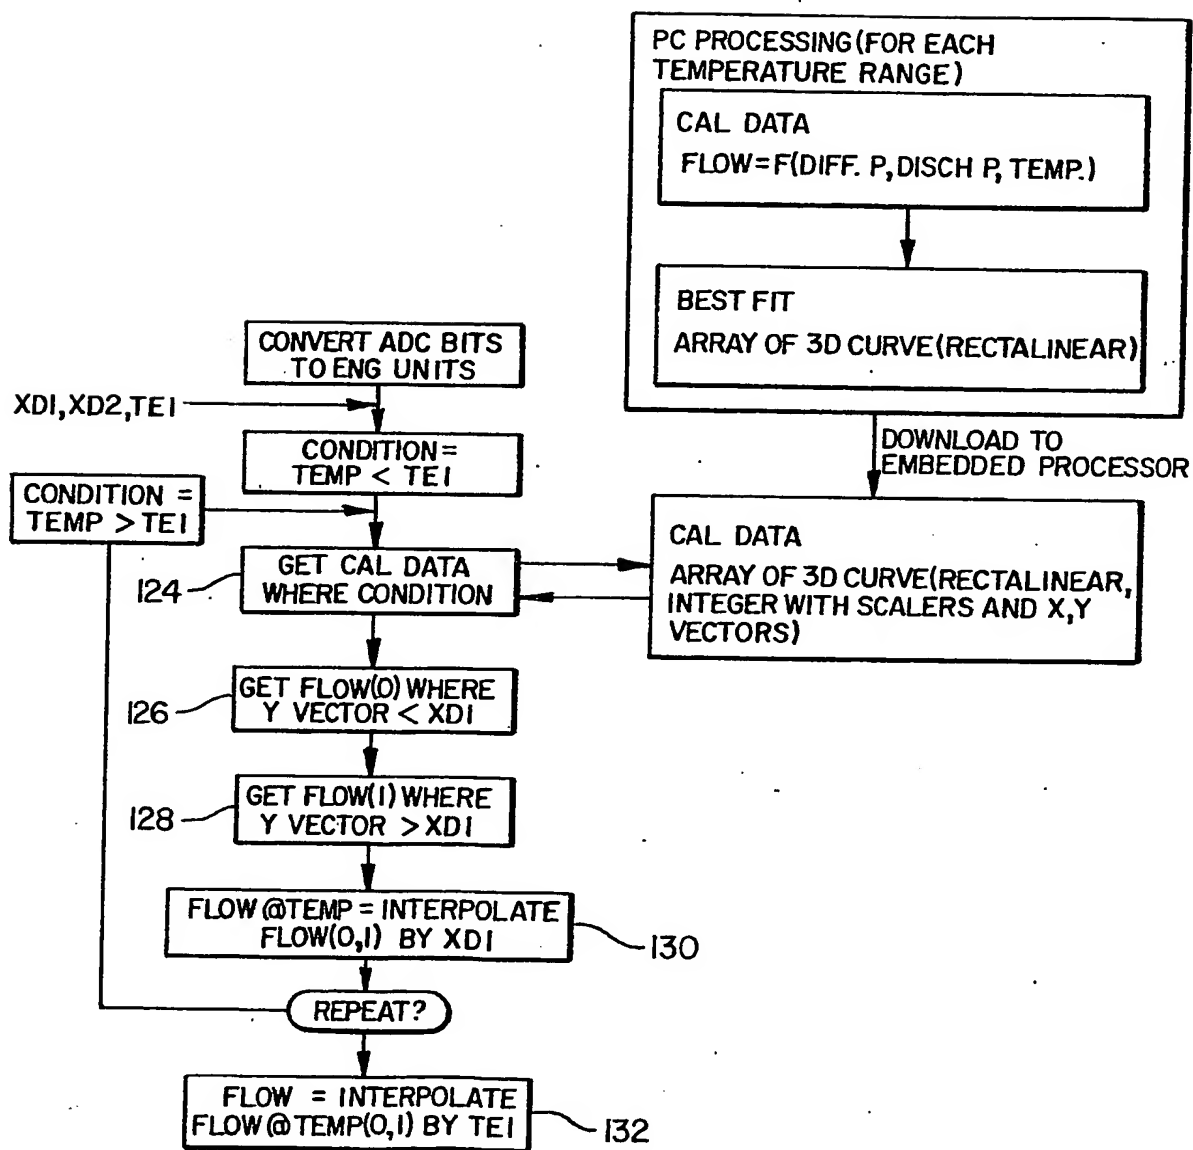 PC PROCESSING (FOR EACH
TEMPERATURE RANGE)
CAL DATA
FLOW=F(DIFF. P, DISCH P, TEMP.)
BEST FIT
ARRAY OF 3D CURVE (RECTALINEAR)
DOWNLOAD TO
EMBEDDED PROCESSOR
CAL DATA
ARRAY OF 3D CURVE (RECTALINEAR,
INTEGER WITH SCALERS AND X,Y
VECTORS)
CONVERT ADC BITS
TO ENG UNITS
XD1, XD2, TE1
CONDITION=
TEMP < TE1
CONDITION =
TEMP > TE1
124
GET CAL DATA
WHERE CONDITION
126
GET FLOW(0) WHERE
Y VECTOR < XD1
128
GET FLOW(1) WHERE
Y VECTOR > XD1
FLOW @TEMP = INTERPOLATE
FLOW(0,1) BY XD1
130
REPEAT?
FLOW = INTERPOLATE
FLOW @TEMP(0,1) BY TE1
132